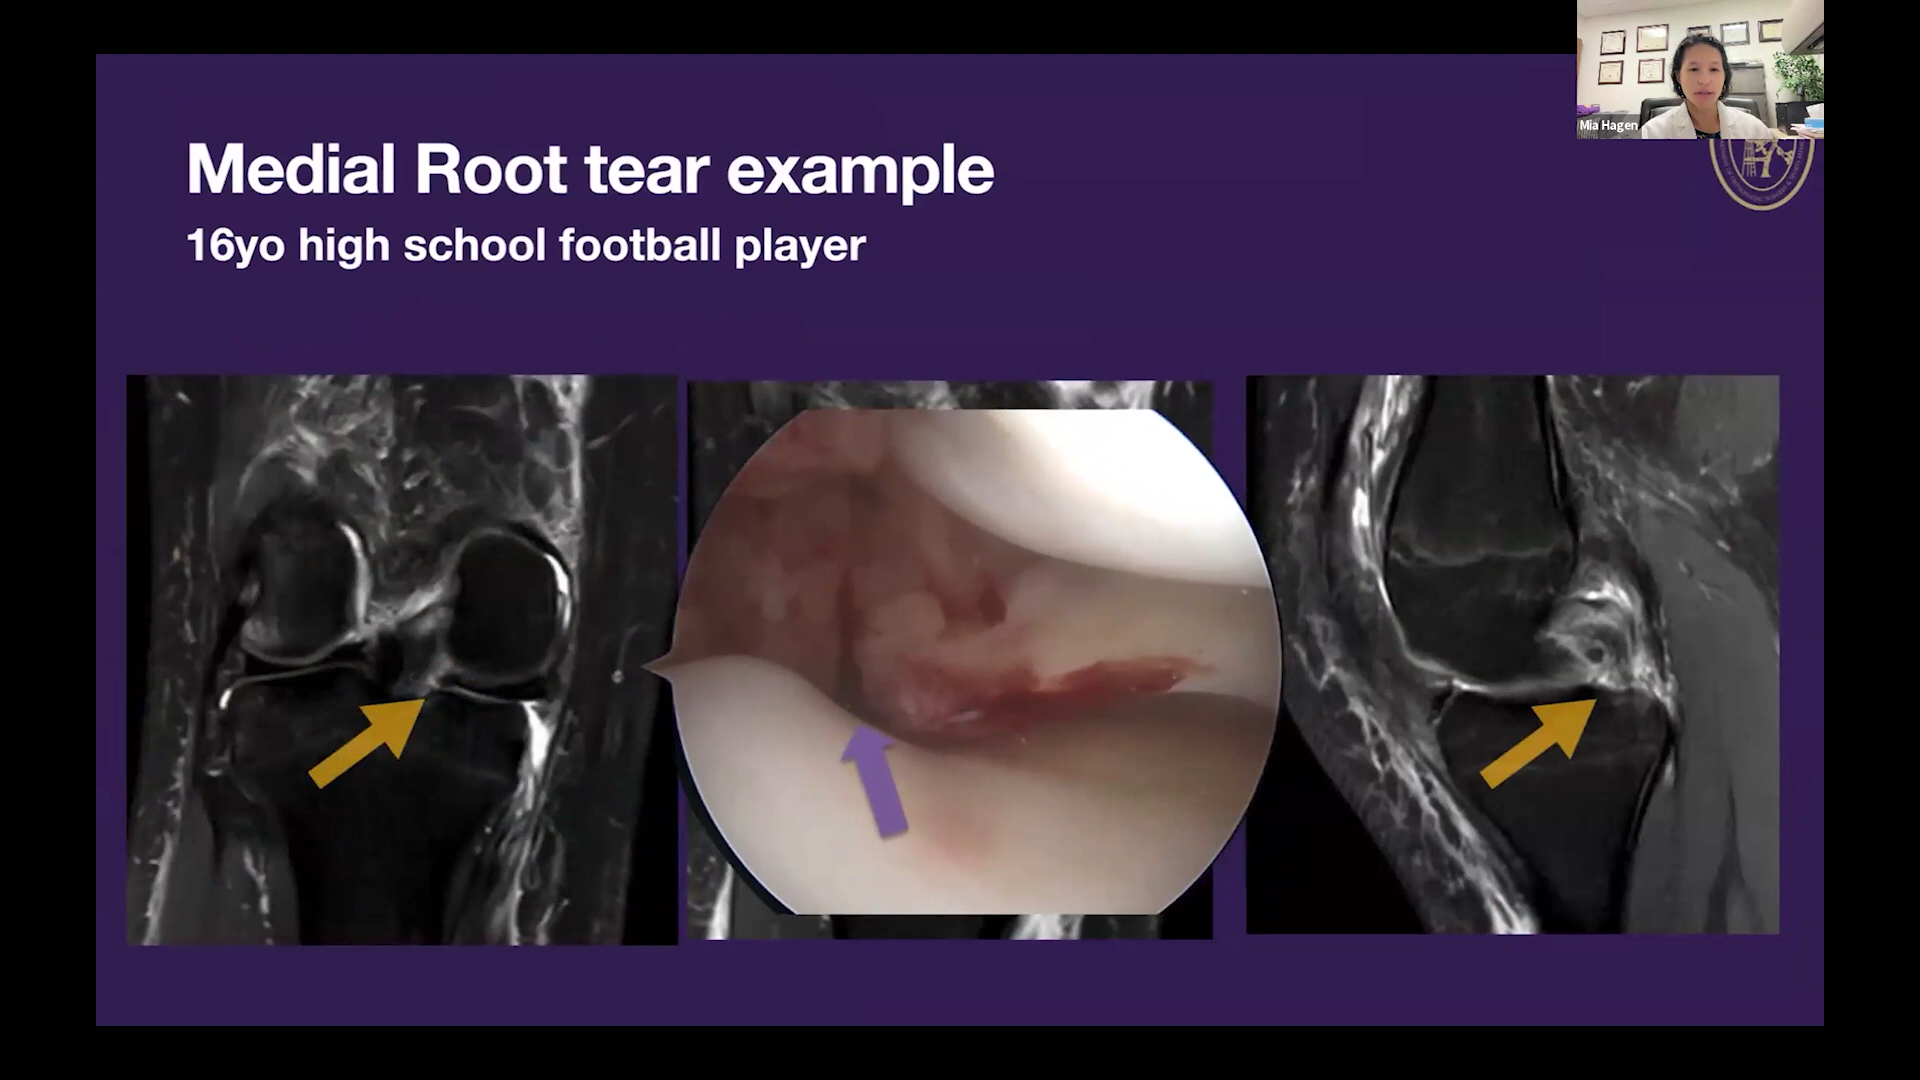 Medial Root tear example
16yo high school football player
Mia Hagen